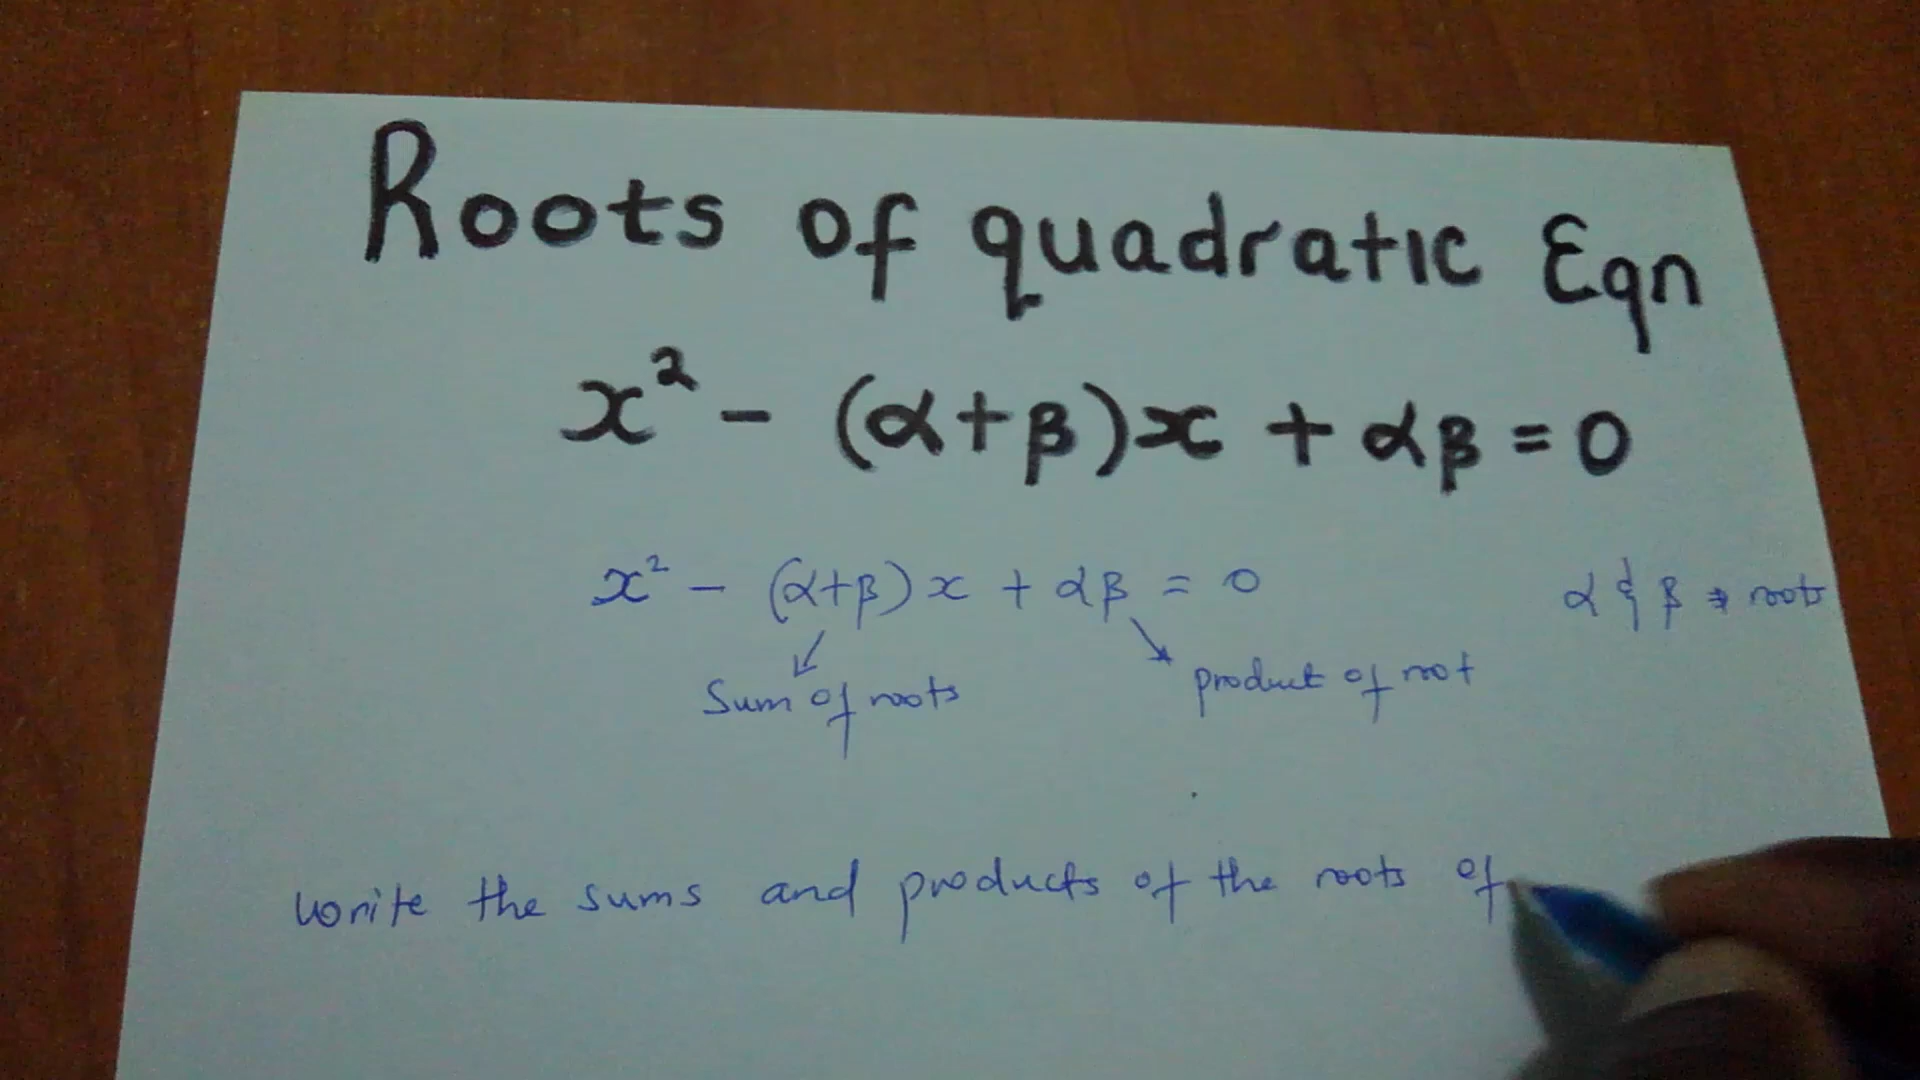 Roots of quadratic Eqn
x² - (α+β)x + αβ = 0
x² - (α+β)x + αβ = 0
α & β → roots
Sum of roots
product of root
write the sums and products of the roots of